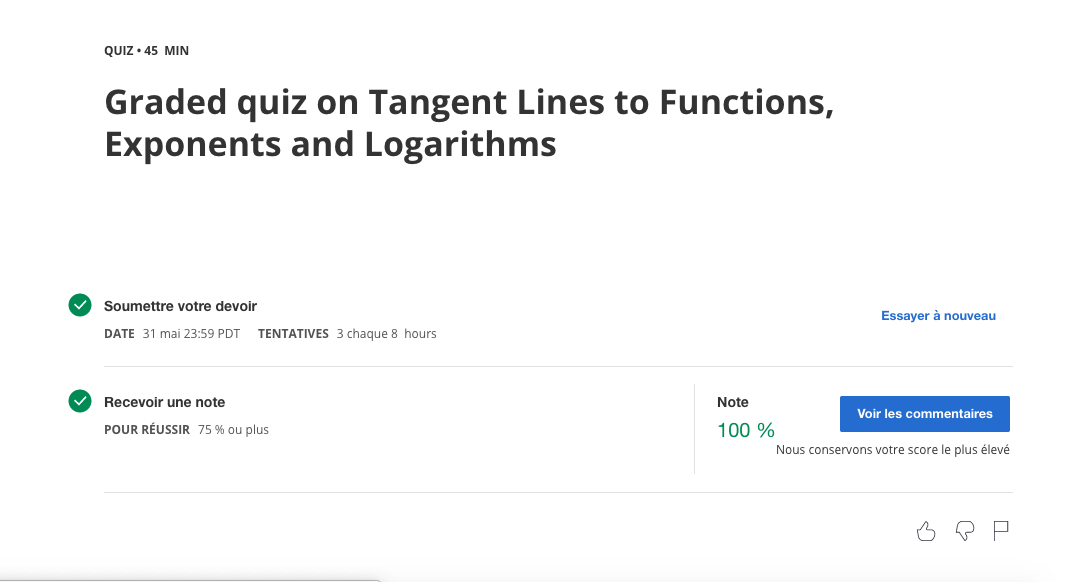 QUIZ • 45 MIN
Graded quiz on Tangent Lines to Functions,
Exponents and Logarithms
Soumettre votre devoir
DATE 31 mai 23:59 PDT TENTATIVES 3 chaque 8 hours
Essayer à nouveau
Recevoir une note
POUR RÉUSSIR 75 % ou plus
Note
100 %
Voir les commentaires
Nous conservons votre score le plus élevé